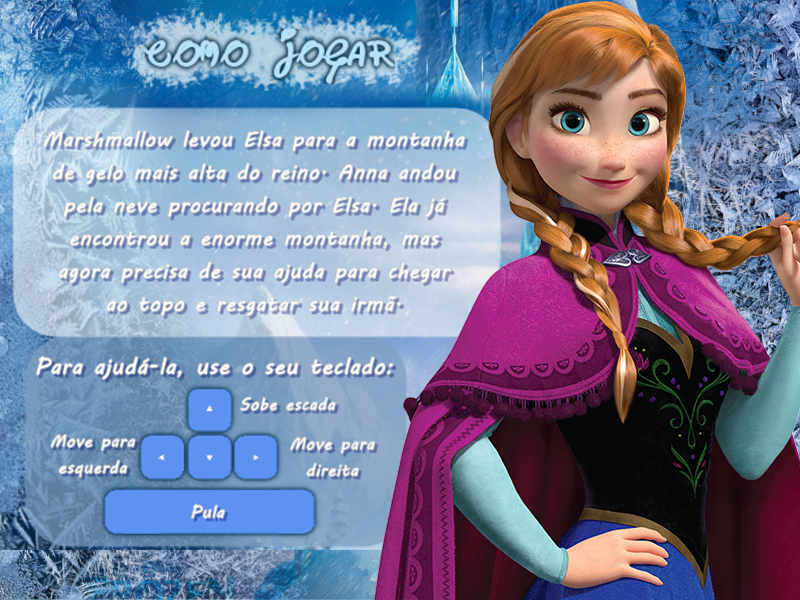 Como Jogar
Marshmallow levou Elsa para a montanha
de gelo mais alta do reino. Anna andou
pela neve procurando por Elsa. Ela já
encontrou a enorme montanha, mas
agora precisa de sua ajuda para chegar
ao topo e resgatar sua irmã.
Para ajudá-la, use o seu teclado:
Sobe escada
Move para
esquerda
Move para
direita
Pula